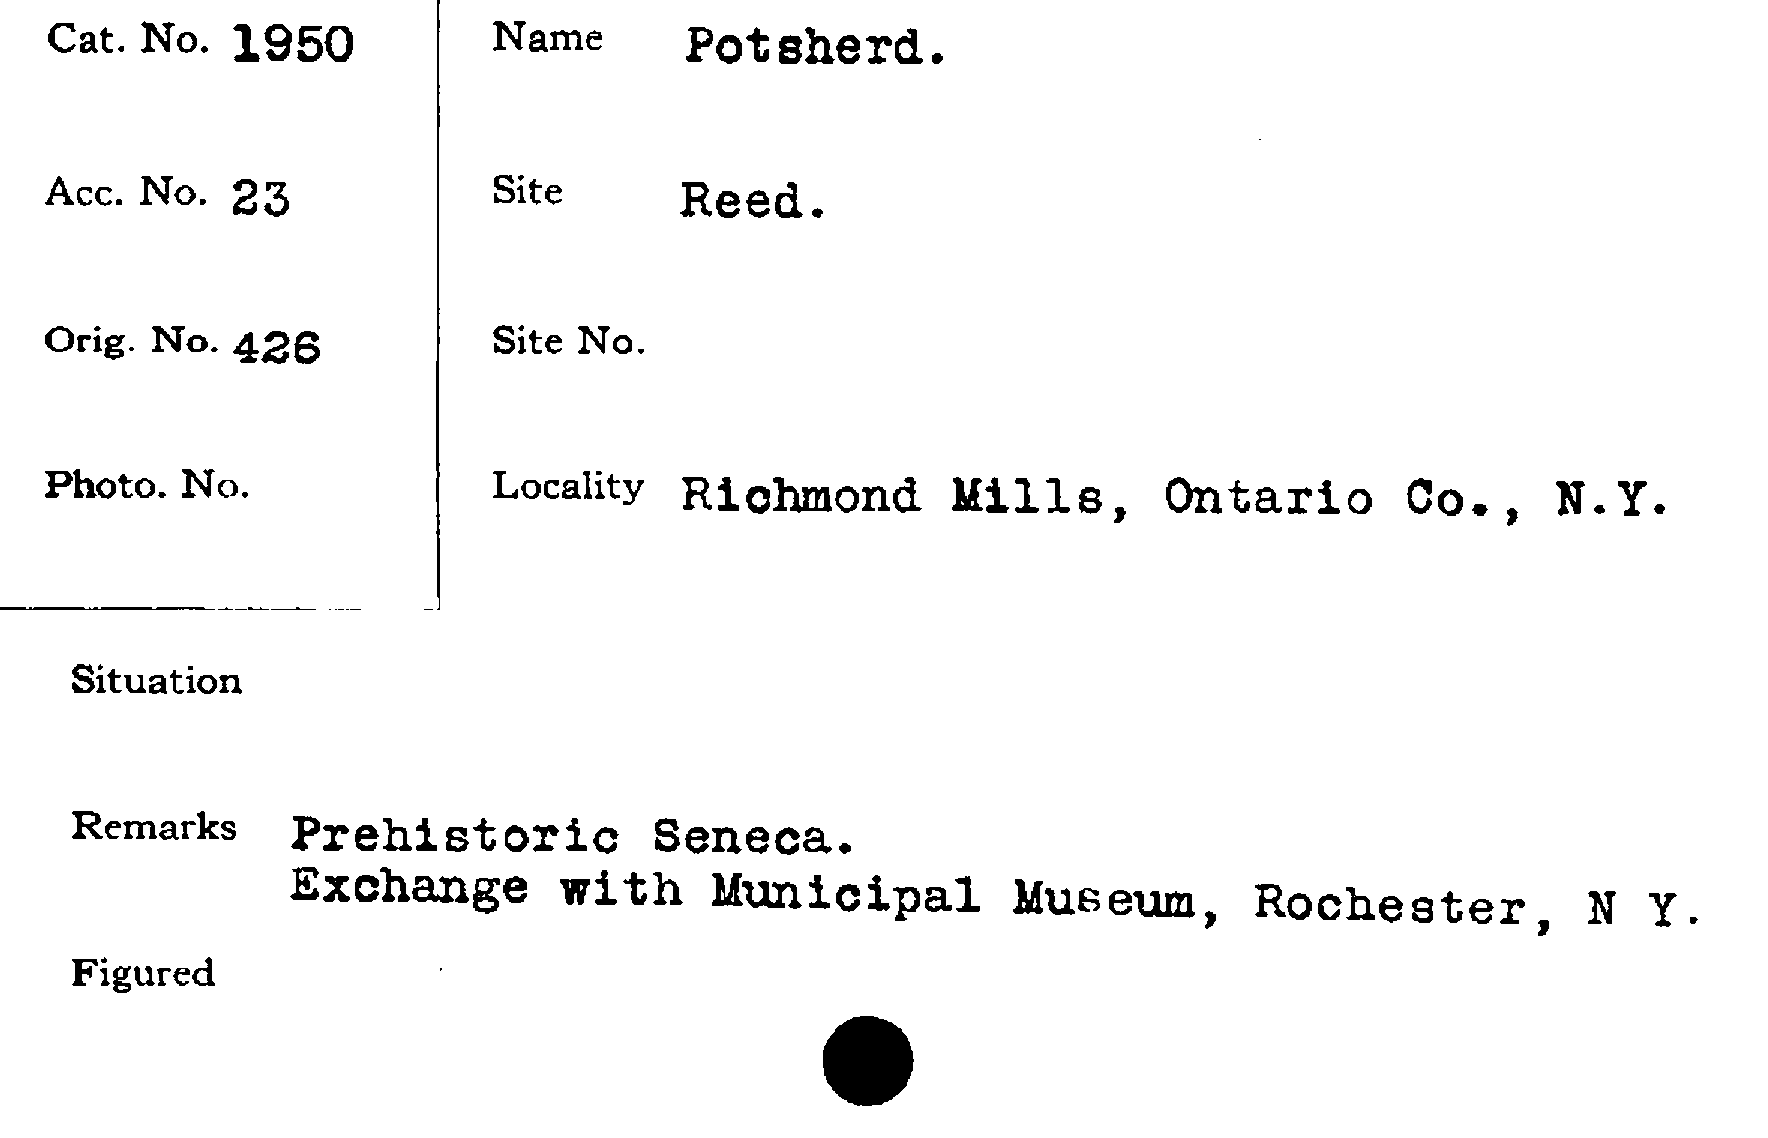 Cat. No. 1950
Name Potsherd.
Acc. No. 23
Site Reed.
Orig. No. 426
Site No.
Photo. No.
Locality Richmond Mills, Ontario Co., N.Y.
Situation
Remarks Prehistoric Seneca.
Exchange with Municipal Museum, Rochester, N Y.
Figured